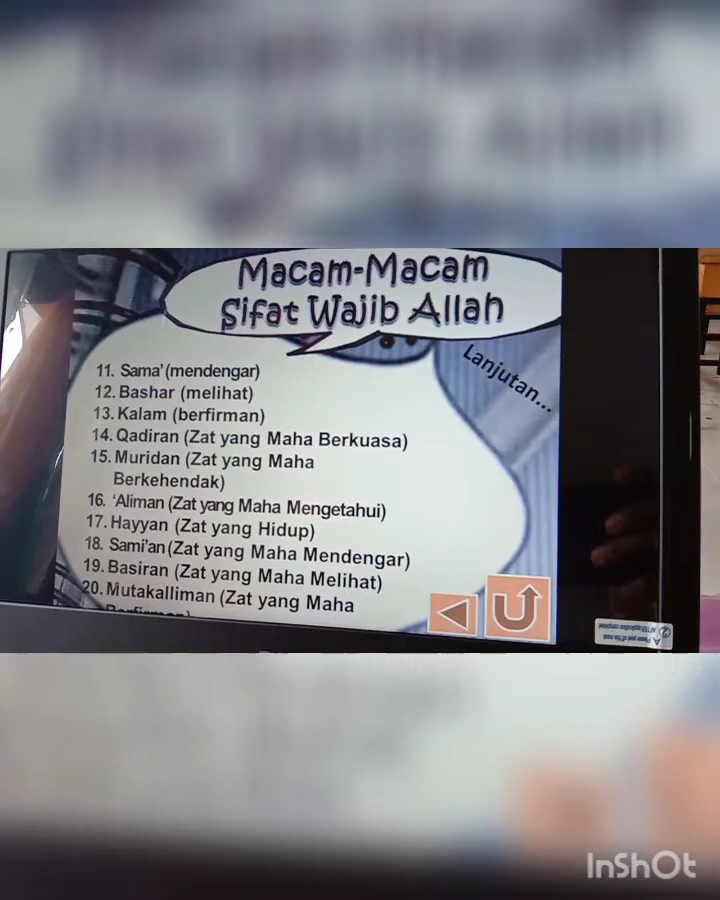 Macam-Macam
Sifat Wajib Allah
Lanjutan...
11. Sama' (mendengar)
12. Bashar (melihat)
13. Kalam (berfirman)
14. Qadiran (Zat yang Maha Berkuasa)
15. Muridan (Zat yang Maha
Berkehendak)
16. 'Aliman (Zat yang Maha Mengetahui)
17. Hayyan (Zat yang Hidup)
18. Sami'an (Zat yang Maha Mendengar)
19. Basiran (Zat yang Maha Melihat)
20. Mutakalliman (Zat yang Maha
InShOt